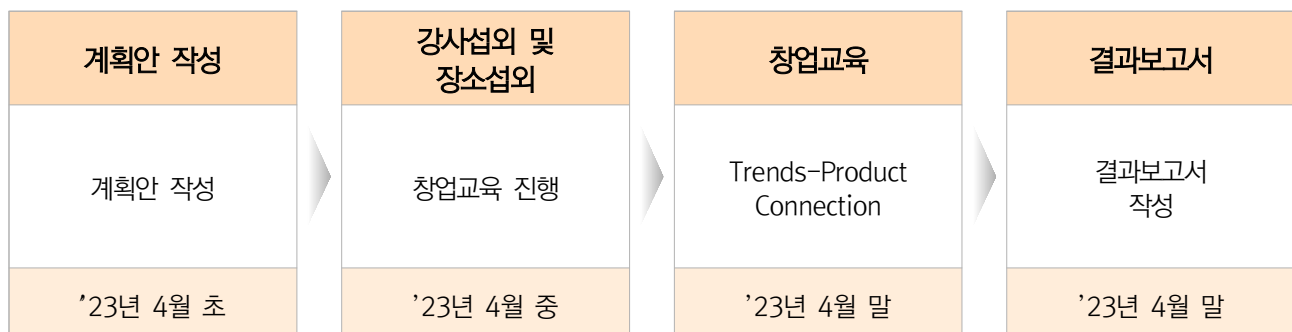 계획안 작성
강사섭외 및
장소섭외
창업교육
결과보고서
계획안 작성
창업교육 진행
Trends-Product
Connection
결과보고서
작성
’23년 4월 초
’23년 4월 중
’23년 4월 말
’23년 4월 말